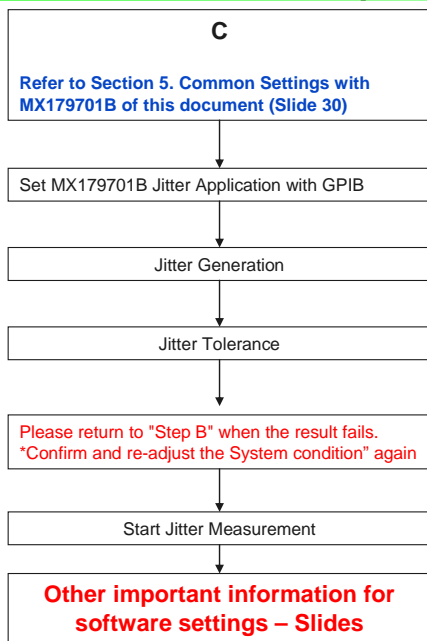 C
Refer to Section 5. Common Settings with
MX179701B of this document (Slide 30)
Set MX179701B Jitter Application with GPIB
Jitter Generation
Jitter Tolerance
Please return to "Step B" when the result fails.
*Confirm and re-adjust the System condition” again
Start Jitter Measurement
Other important information for
software settings – Slides